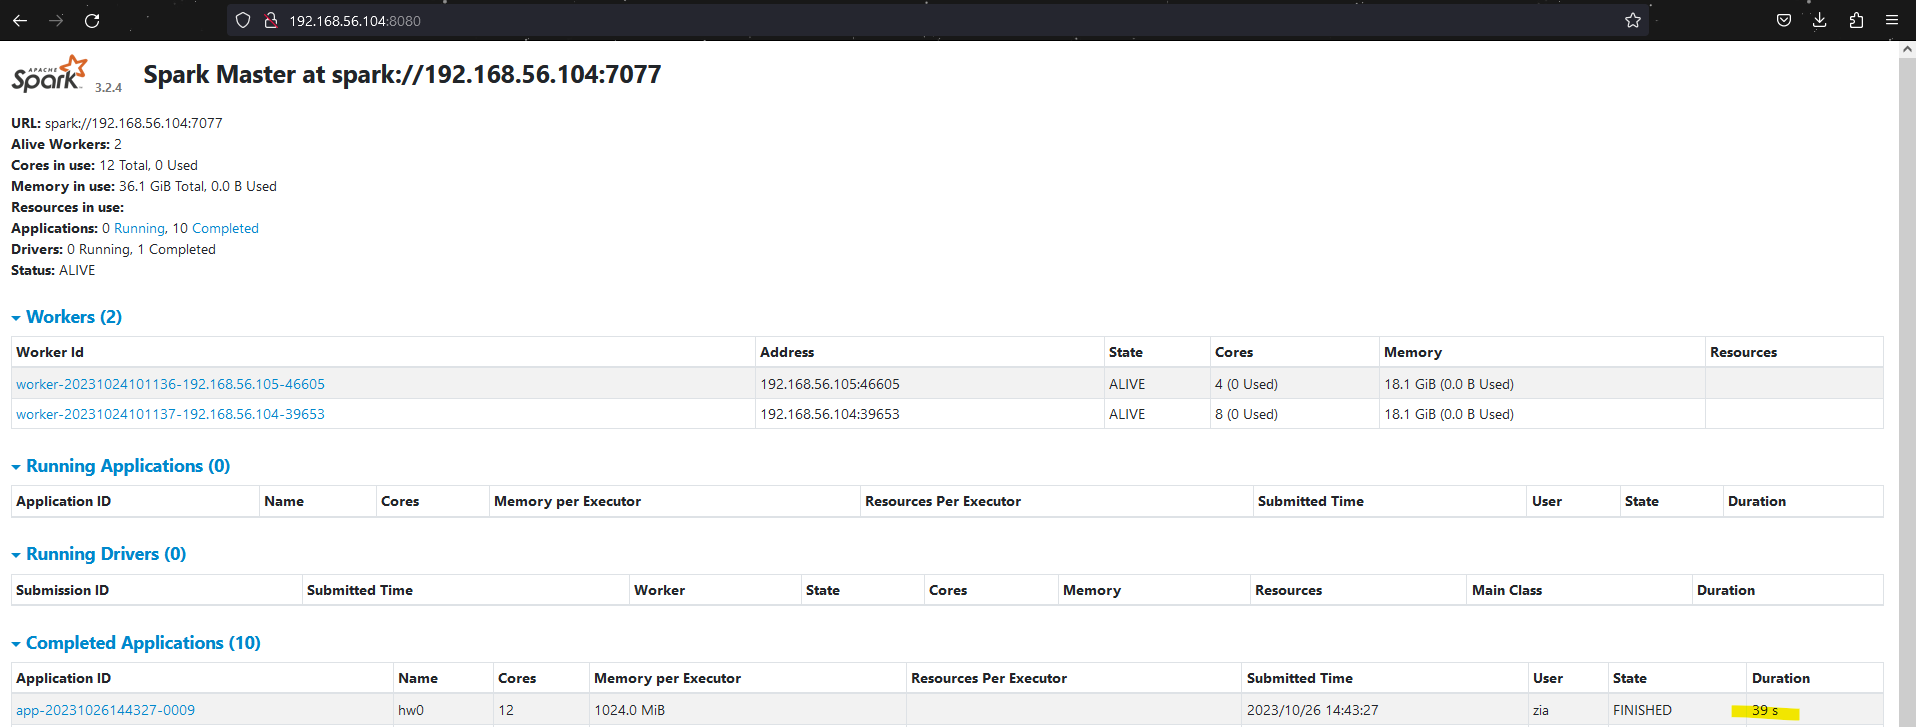 192.168.56.104:8080
APACHE
Spark 3.2.4 Spark Master at spark://192.168.56.104:7077
URL: spark://192.168.56.104:7077
Alive Workers: 2
Cores in use: 12 Total, 0 Used
Memory in use: 36.1 GiB Total, 0.0 B Used
Resources in use:
Applications: 0 Running, 10 Completed
Drivers: 0 Running, 1 Completed
Status: ALIVE
Workers (2)
Worker Id Address State Cores Memory Resources
worker-20231024101136-192.168.56.105-46605 192.168.56.105:46605 ALIVE 4 (0 Used) 18.1 GiB (0.0 B Used)
worker-20231024101137-192.168.56.104-39653 192.168.56.104:39653 ALIVE 8 (0 Used) 18.1 GiB (0.0 B Used)
Running Applications (0)
Application ID Name Cores Memory per Executor Resources Per Executor Submitted Time User State Duration
Running Drivers (0)
Submission ID Submitted Time Worker State Cores Memory Resources Main Class Duration
Completed Applications (10)
Application ID Name Cores Memory per Executor Resources Per Executor Submitted Time User State Duration
app-20231026144327-0009 hw0 12 1024.0 MiB 2023/10/26 14:43:27 zia FINISHED 39 s